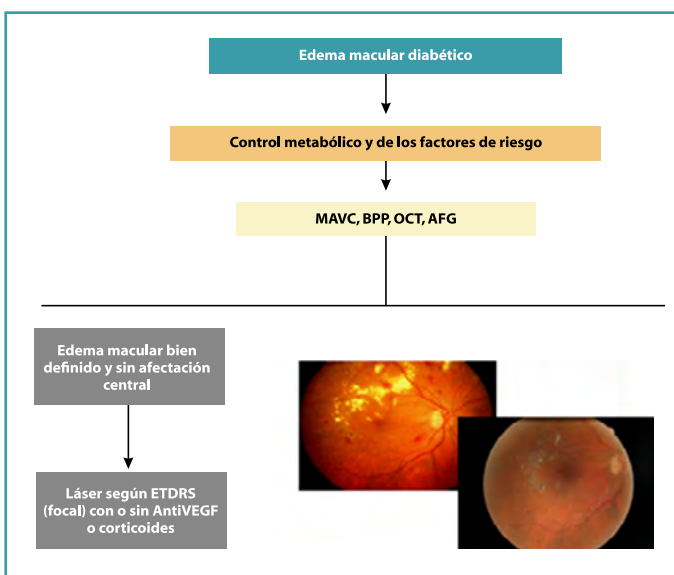 Edema macular diabético
Control metabólico y de los factores de riesgo
MAVC, BPP, OCT, AFG
Edema macular bien
definido y sin afectación
central
Láser según ETDRS
(focal) con o sin AntiVEGF
o corticoides